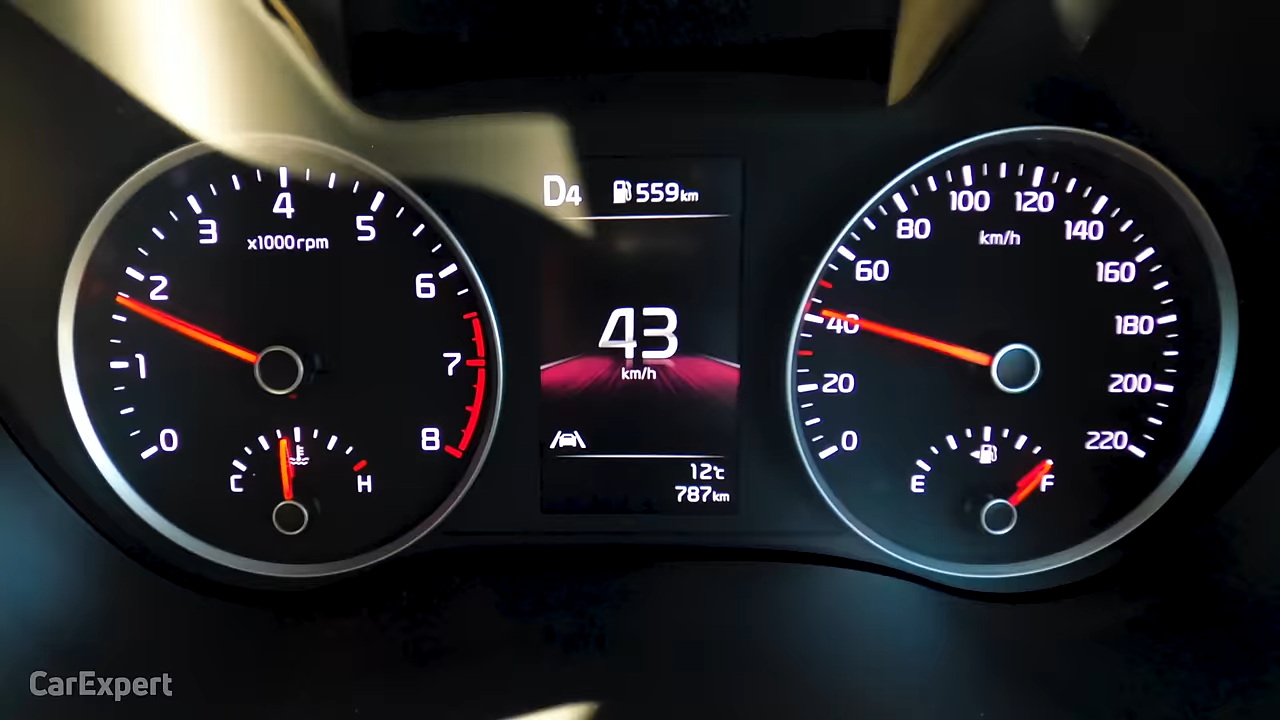 D4 559km
0 1 2 3 4 5 6 7 8
x1000rpm
C H
43
km/h
12℃
787km
0 20 40 60 80 100 120 140 160 180 200 220
km/h
E F
CarExpert